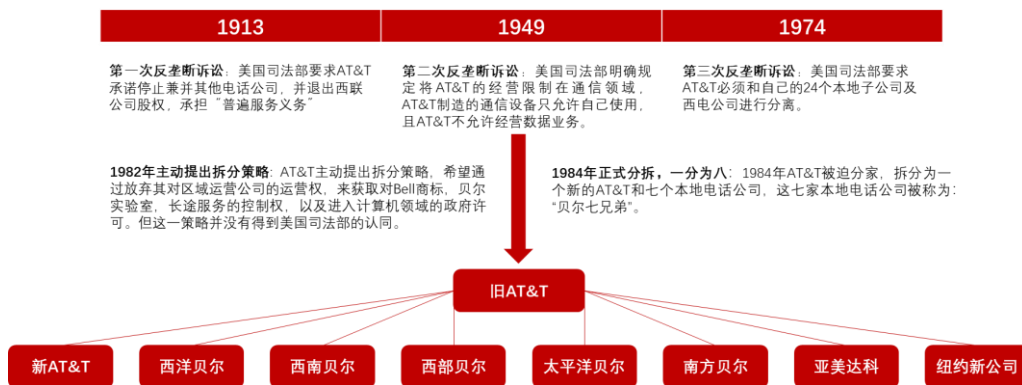 1913
1949
1974
第一次反垄断诉讼：美国司法部要求AT&T
承诺停止兼并其他电话公司，并退出西联
公司股权，承担“普遍服务义务”
第二次反垄断诉讼：美国司法部明确规
定将AT&T的经营限制在通信领域，
AT&T制造的通信设备只允许自己使用，
且AT&T不允许经营数据业务。
第三次反垄断诉讼：美国司法部要求
AT&T必须和自己的24个本地子公司及
西电公司进行分离。
1982年主动提出拆分策略: AT&T主动提出拆分策略，希望通
过放弃其对区域运营公司的运营权，来获取对Bell商标，贝尔
实验室，长途服务的控制权，以及进入计算机领域的政府许
可。但这一策略并没有得到美国司法部的认同。
1984年正式分拆，一分为八：1984年AT&T被迫分家，拆分为一
个新的AT&T和七个本地电话公司，这七家本地电话公司被称为：
“贝尔七兄弟”。
旧AT&T
新AT&T
西洋贝尔
西南贝尔
西部贝尔
太平洋贝尔
南方贝尔
亚美达科
纽约新公司